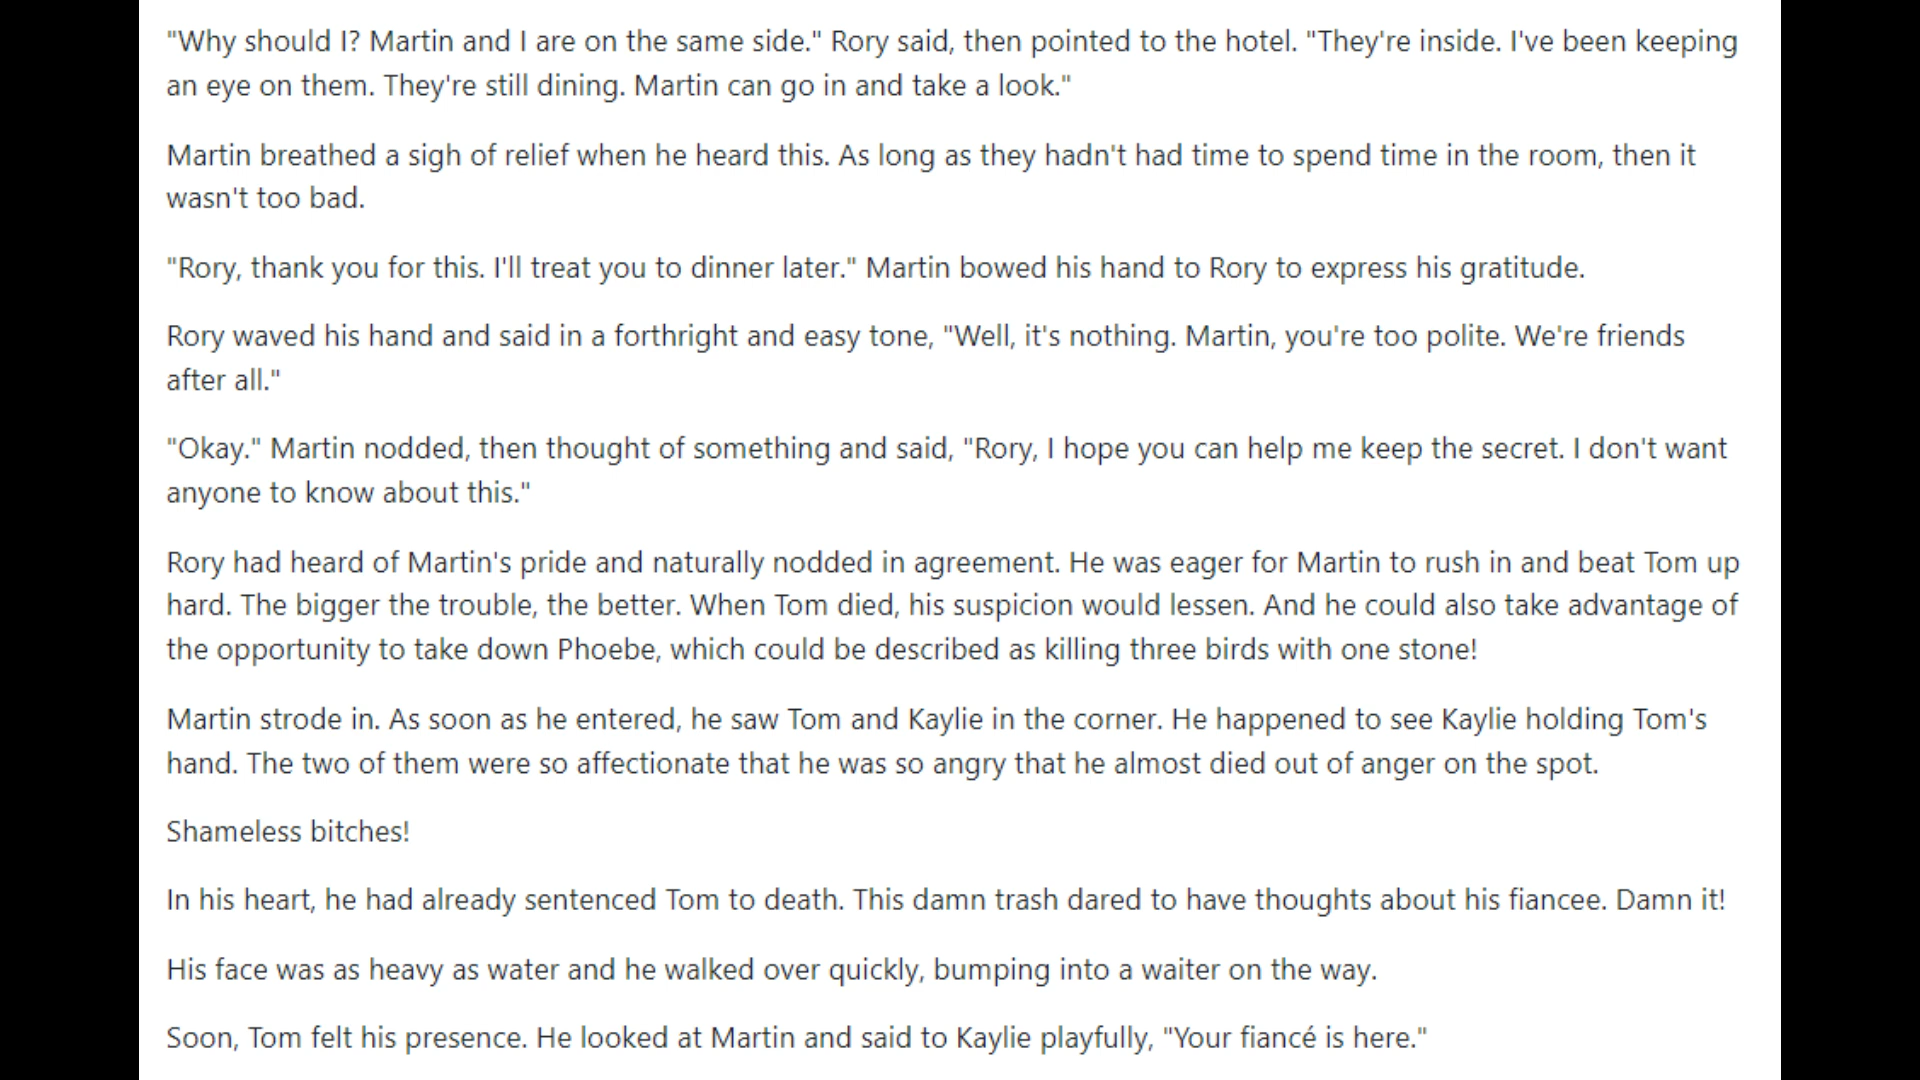 "Why should I? Martin and I are on the same side." Rory said, then pointed to the hotel. "They're inside. I've been keeping
an eye on them. They're still dining. Martin can go in and take a look."
Martin breathed a sigh of relief when he heard this. As long as they hadn't had time to spend time in the room, then it
wasn't too bad.
"Rory, thank you for this. I'll treat you to dinner later." Martin bowed his hand to Rory to express his gratitude.
Rory waved his hand and said in a forthright and easy tone, "Well, it's nothing. Martin, you're too polite. We're friends
after all."
"Okay." Martin nodded, then thought of something and said, "Rory, I hope you can help me keep the secret. I don't want
anyone to know about this."
Rory had heard of Martin's pride and naturally nodded in agreement. He was eager for Martin to rush in and beat Tom up
hard. The bigger the trouble, the better. When Tom died, his suspicion would lessen. And he could also take advantage of
the opportunity to take down Phoebe, which could be described as killing three birds with one stone!
Martin strode in. As soon as he entered, he saw Tom and Kaylie in the corner. He happened to see Kaylie holding Tom's
hand. The two of them were so affectionate that he was so angry that he almost died out of anger on the spot.
Shameless bitches!
In his heart, he had already sentenced Tom to death. This damn trash dared to have thoughts about his fiancee. Damn it!
His face was as heavy as water and he walked over quickly, bumping into a waiter on the way.
Soon, Tom felt his presence. He looked at Martin and said to Kaylie playfully, "Your fiancé is here."